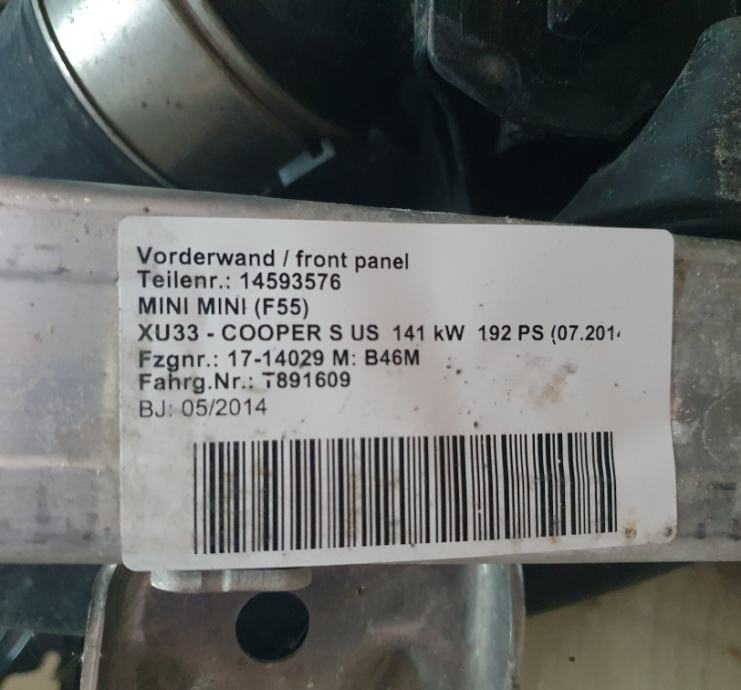 Vorderwand / front panel
Teilenr.: 14593576
MINI MINI (F55)
XU33 - COOPER S US 141 kW 192 PS (07.2014
Fzgnr.: 17-14029 M: B46M
Fahrg.Nr.: T891609
BJ: 05/2014